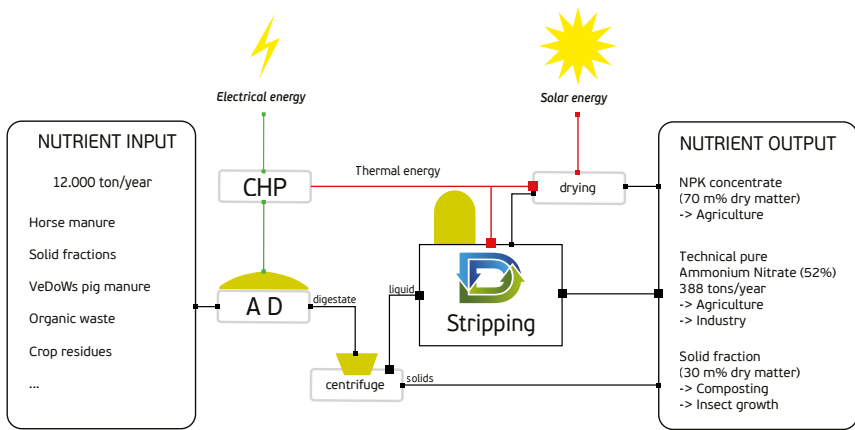 Electrical energy
Solar energy
NUTRIENT INPUT
12.000 ton/year
Horse manure
Solid fractions
VeDoWs pig manure
Organic waste
Crop residues
...
CHP
Thermal energy
drying
A D
digestate
liquid
Stripping
centrifuge
solids
NUTRIENT OUTPUT
NPK concentrate
(70 m% dry matter)
-> Agriculture
Technical pure
Ammonium Nitrate (52%)
388 tons/year
-> Agriculture
-> Industry
Solid fraction
(30 m% dry matter)
-> Composting
-> Insect growth